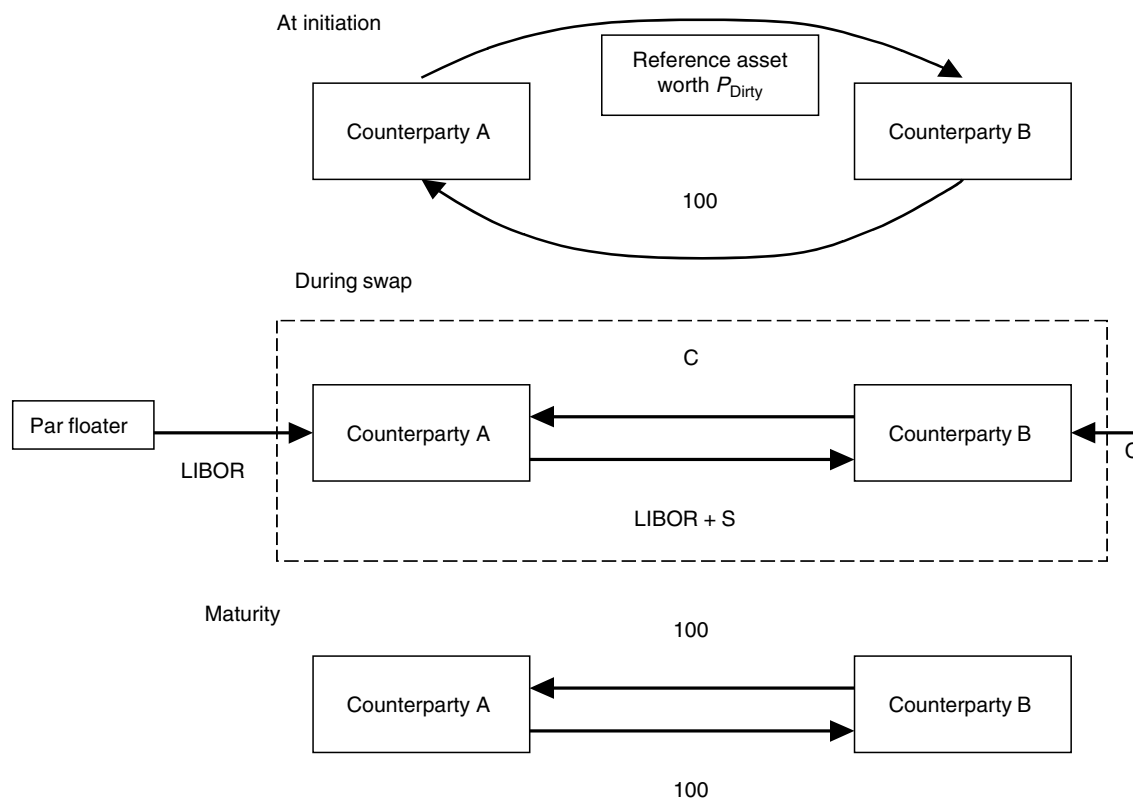 At initiation
Reference asset
worth P Dirty
Counterparty A
Counterparty B
100
During swap
C
Par floater
Counterparty A
Counterparty B
LIBOR
LIBOR + S
Maturity
100
Counterparty A
Counterparty B
100